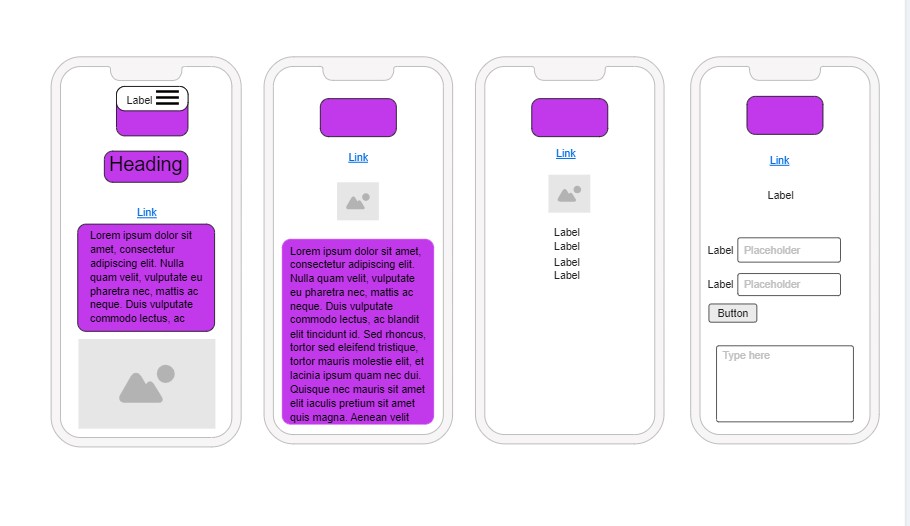 Label
Heading
Link
Lorem ipsum dolor sit
amet, consectetur
adipiscing elit. Nulla
quam velit, vulputate eu
pharetra nec, mattis ac
neque. Duis vulputate
commodo lectus, ac
Link
Lorem ipsum dolor sit amet,
consectetur adipiscing elit.
Nulla quam velit, vulputate
eu pharetra nec, mattis ac
neque. Duis vulputate
commodo lectus, ac blandit
elit tincidunt id. Sed rhoncus,
tortor sed eleifend tristique,
tortor mauris molestie elit, et
lacinia ipsum quam nec dui.
Quisque nec mauris sit amet
elit iaculis pretium sit amet
quis magna. Aenean velit
Link
Label
Label
Label
Label
Link
Label
Label Placeholder
Label Placeholder
Button
Type here